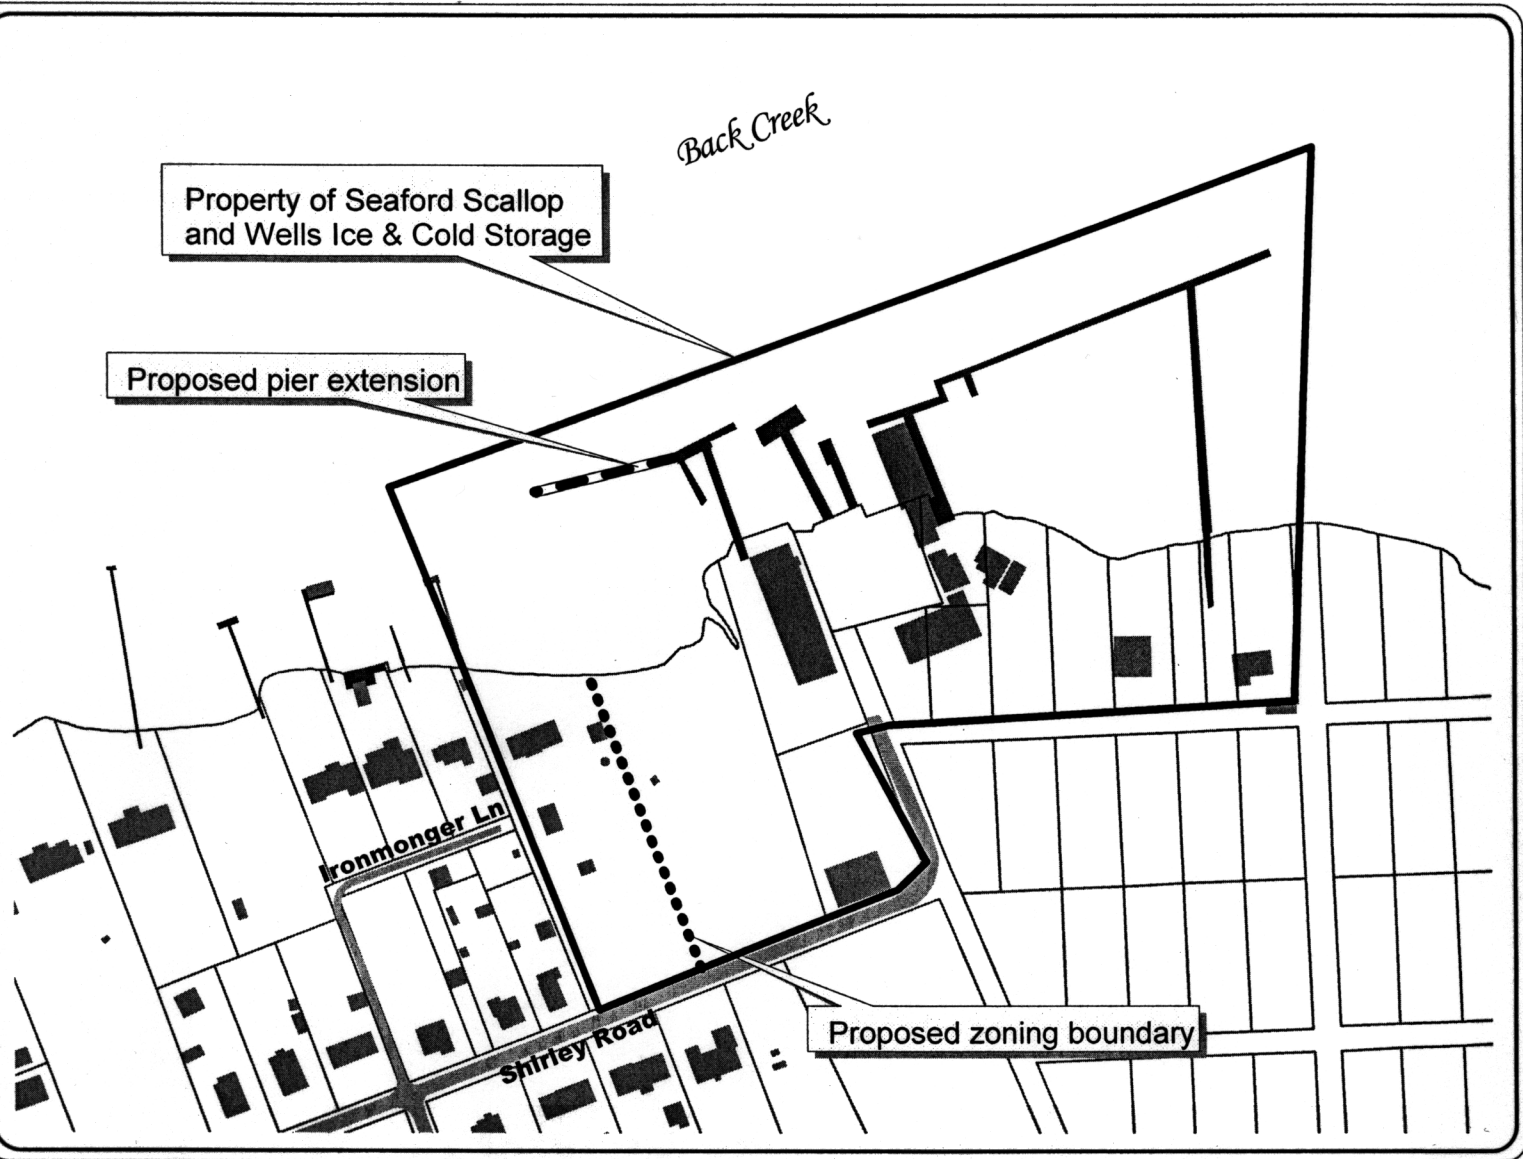 Back Creek
Property of Seaford Scallop
and Wells Ice & Cold Storage
Proposed pier extension
Ironmonger Ln
Shirley Road
Proposed zoning boundary